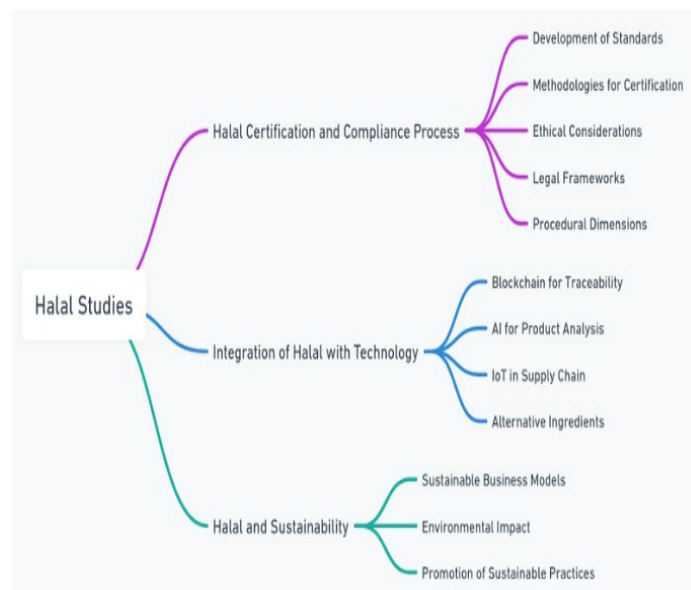 Halal Studies
Halal Certification and Compliance Process
Development of Standards
Methodologies for Certification
Ethical Considerations
Legal Frameworks
Procedural Dimensions
Integration of Halal with Technology
Blockchain for Traceability
AI for Product Analysis
IoT in Supply Chain
Alternative Ingredients
Halal and Sustainability
Sustainable Business Models
Environmental Impact
Promotion of Sustainable Practices